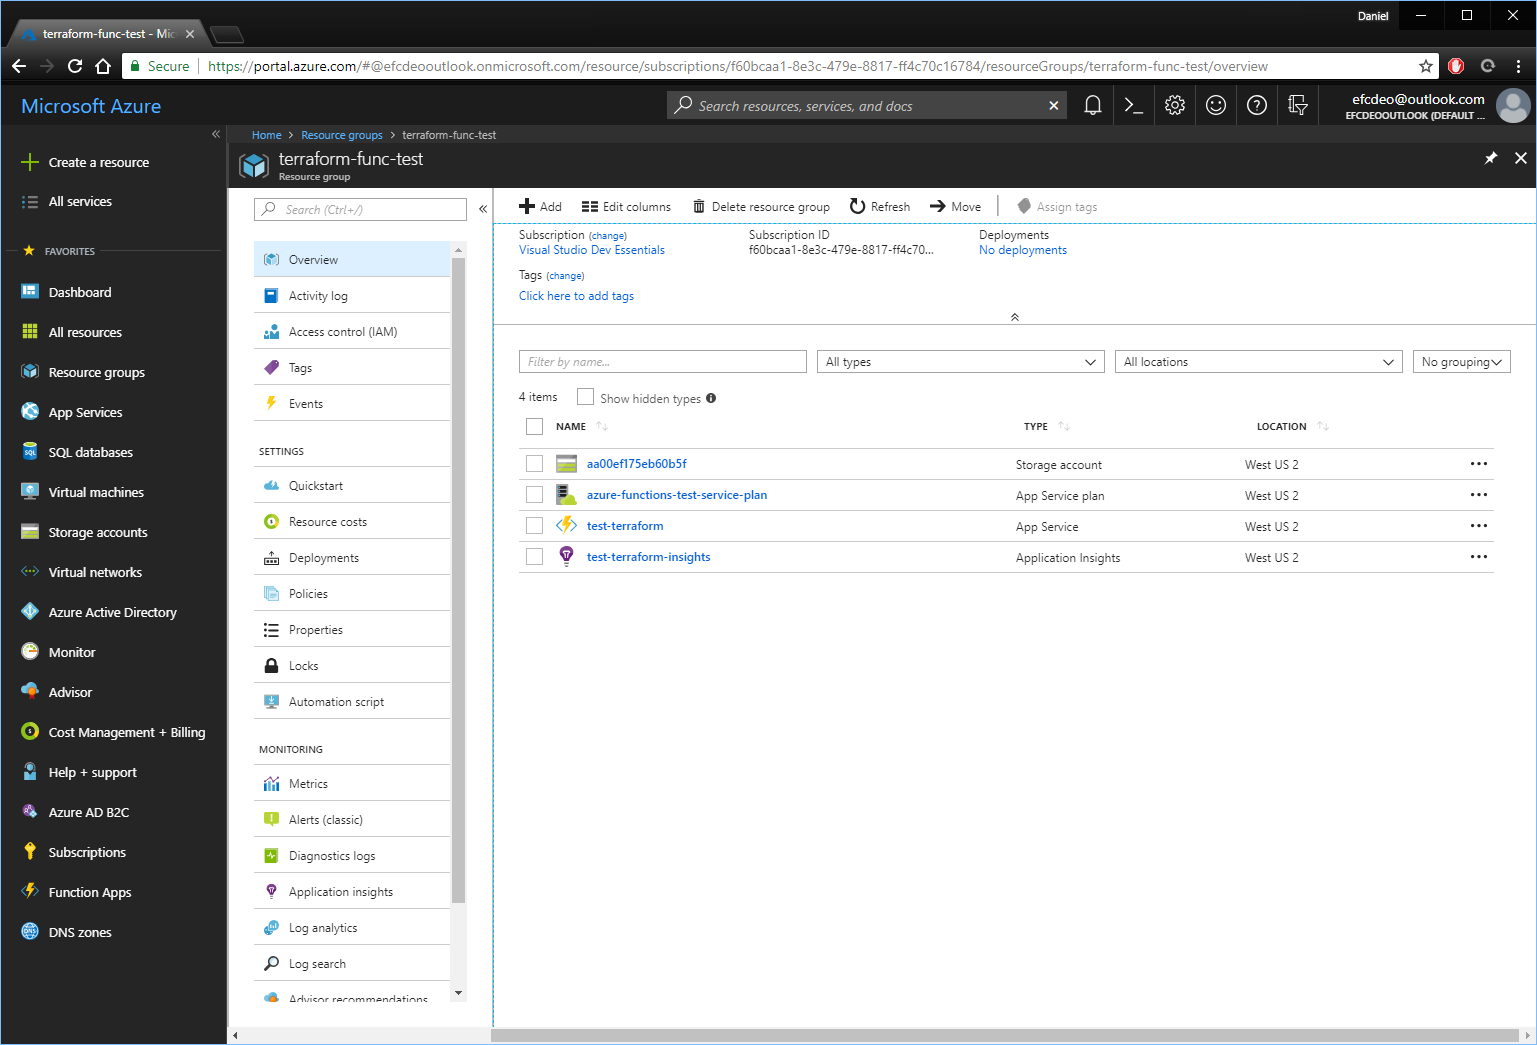 Daniel
terraform-func-test - Mic
Secure
https://portal.azure.com/#@efcdeooutlook.onmicrosoft.com/resource/subscriptions/f60bcaa1-8e3c-479e-8817-ff4c70c16784/resourceGroups/terraform-func-test/overview
Microsoft Azure
Search resources, services, and docs
efcdeo@outlook.com
EFCDEOOUTLOOK (DEFAULT ...
Home > Resource groups > terraform-func-test
terraform-func-test
Resource group
Create a resource
All services
FAVORITES
Dashboard
All resources
Resource groups
App Services
SQL databases
Virtual machines
Storage accounts
Virtual networks
Azure Active Directory
Monitor
Advisor
Cost Management + Billing
Help + support
Azure AD B2C
Subscriptions
Function Apps
DNS zones
Search (Ctrl+/)
Overview
Activity log
Access control (IAM)
Tags
Events
SETTINGS
Quickstart
Resource costs
Deployments
Policies
Properties
Locks
Automation script
MONITORING
Metrics
Alerts (classic)
Diagnostics logs
Application insights
Log analytics
Log search
Advisor recommendations
Add Edit columns Delete resource group Refresh Move Assign tags
Subscription (change) Subscription ID Deployments
Visual Studio Dev Essentials f60bcaa1-8e3c-479e-8817-ff4c70... No deployments
Tags (change)
Click here to add tags
Filter by name... All types All locations No grouping
4 items Show hidden types
NAME TYPE LOCATION
aa00ef175eb60b5f Storage account West US 2 •••
azure-functions-test-service-plan App Service plan West US 2 •••
test-terraform App Service West US 2 •••
test-terraform-insights Application Insights West US 2 •••